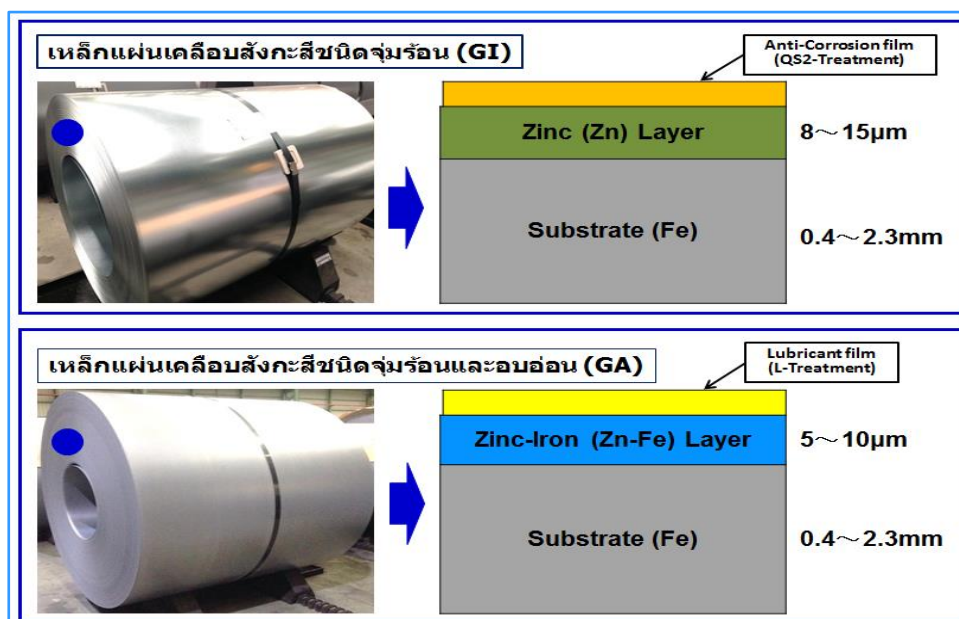 เหล็กแผ่นเคลือบสังกะสีชนิดจุ่มร้อน (GI)
Anti-Corrosion film
(QS2-Treatment)
Zinc (Zn) Layer
8~15μm
Substrate (Fe)
0.4~2.3mm
เหล็กแผ่นเคลือบสังกะสีชนิดจุ่มร้อนและอบอ่อน (GA)
Lubricant film
(L-Treatment)
Zinc-Iron (Zn-Fe) Layer
5~10μm
Substrate (Fe)
0.4~2.3mm